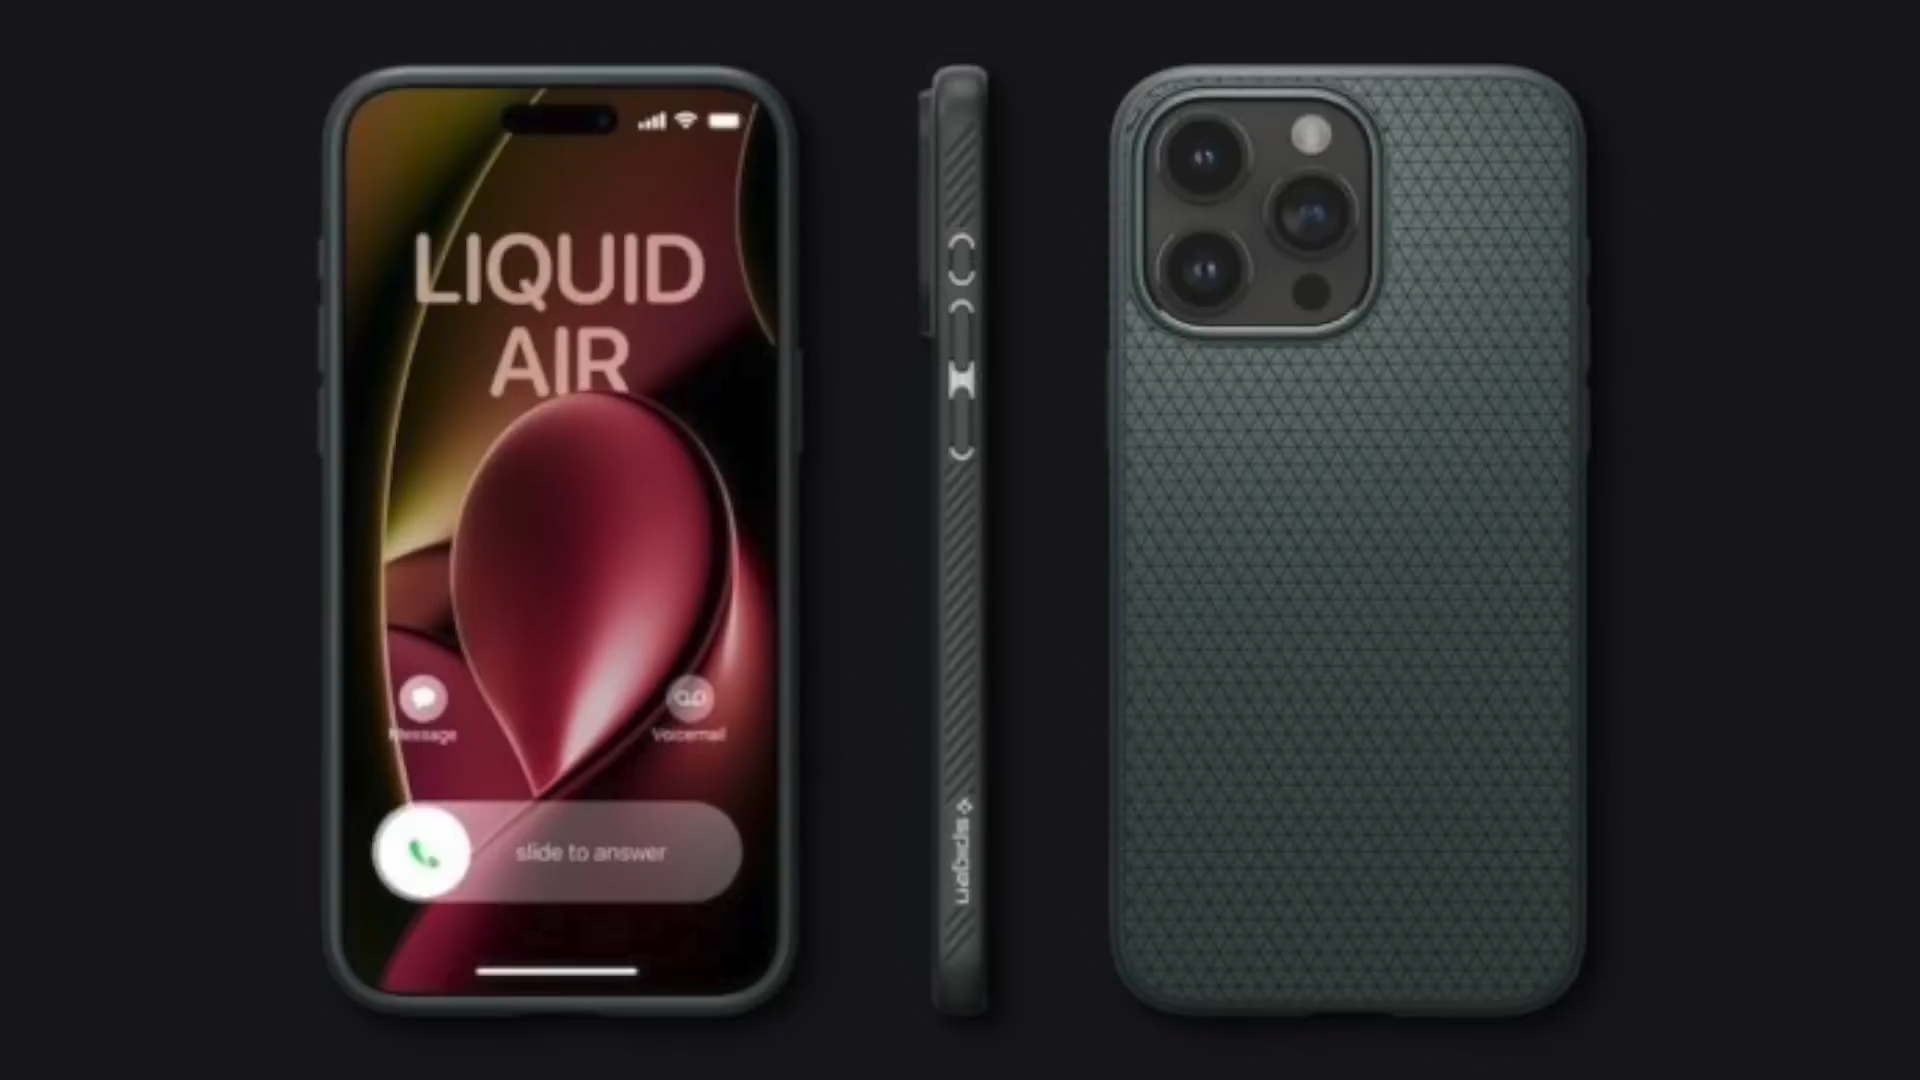 LIQUID
AIR
Message
Voicemail
slide to answer
spigen